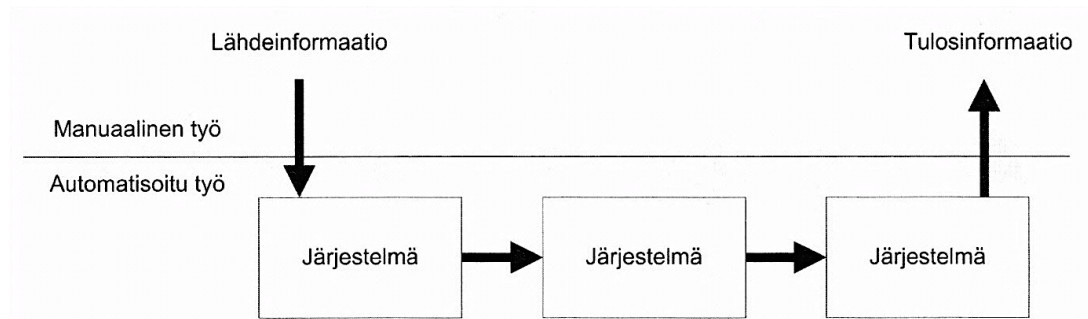 Lähdeinformaatio
Tulosinformaatio
Manuaalinen työ
Automatisoitu työ
Järjestelmä
Järjestelmä
Järjestelmä